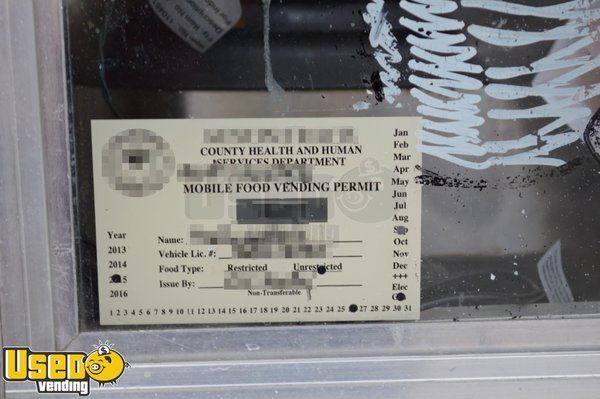 COUNTY HEALTH AND HUMAN
SERVICES DEPARTMENT
MOBILE FOOD VENDING PERMIT
Year
2013
2014
2015
2016
Name:
Vehicle Lic. #:
Food Type: Restricted Unrestricted
Issue By:
Non-Transferable
Jan
Feb
Mar
Apr
May
Jun
Jul
Aug
Sep
Oct
Nov
Dec
+++
Elec
1 2 3 4 5 6 7 8 9 10 11 12 13 14 15 16 17 18 19 20 21 22 23 24 25 27 28 29 30 31
USED vending